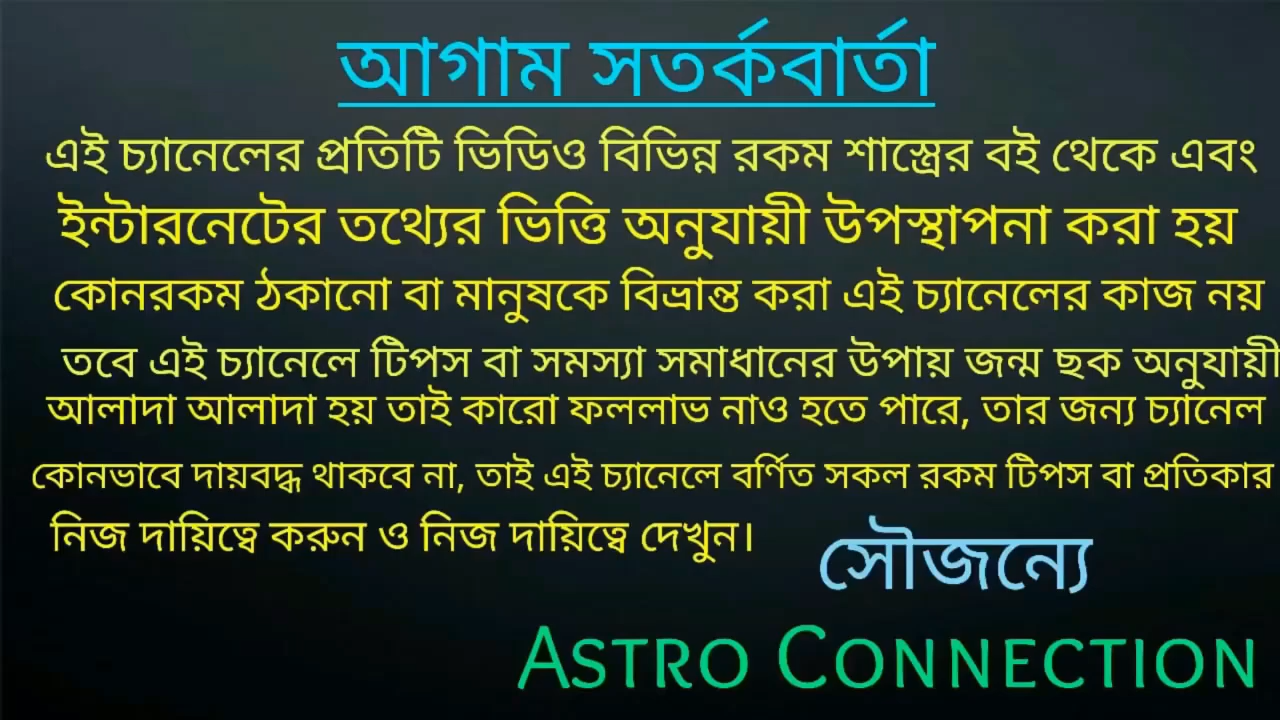 আগাম সতর্কবার্তা
এই চ্যানেলের প্রতিটি ভিডিও বিভিন্ন রকম শাস্ত্রের বই থেকে এবং
ইন্টারনেটের তথ্যের ভিত্তি অনুযায়ী উপস্থাপনা করা হয়
কোনরকম ঠকানো বা মানুষকে বিভ্রান্ত করা এই চ্যানেলের কাজ নয়
তবে এই চ্যানেলে টিপস বা সমস্যা সমাধানের উপায় জন্ম ছক অনুযায়ী
আলাদা আলাদা হয় তাই কারো ফললাভ নাও হতে পারে, তার জন্য চ্যানেল
কোনভাবে দায়বদ্ধ থাকবে না, তাই এই চ্যানেলে বর্ণিত সকল রকম টিপস বা প্রতিকার
নিজ দায়িত্বে করুন ও নিজ দায়িত্বে দেখুন।
সৌজন্যে
ASTRO CONNECTION